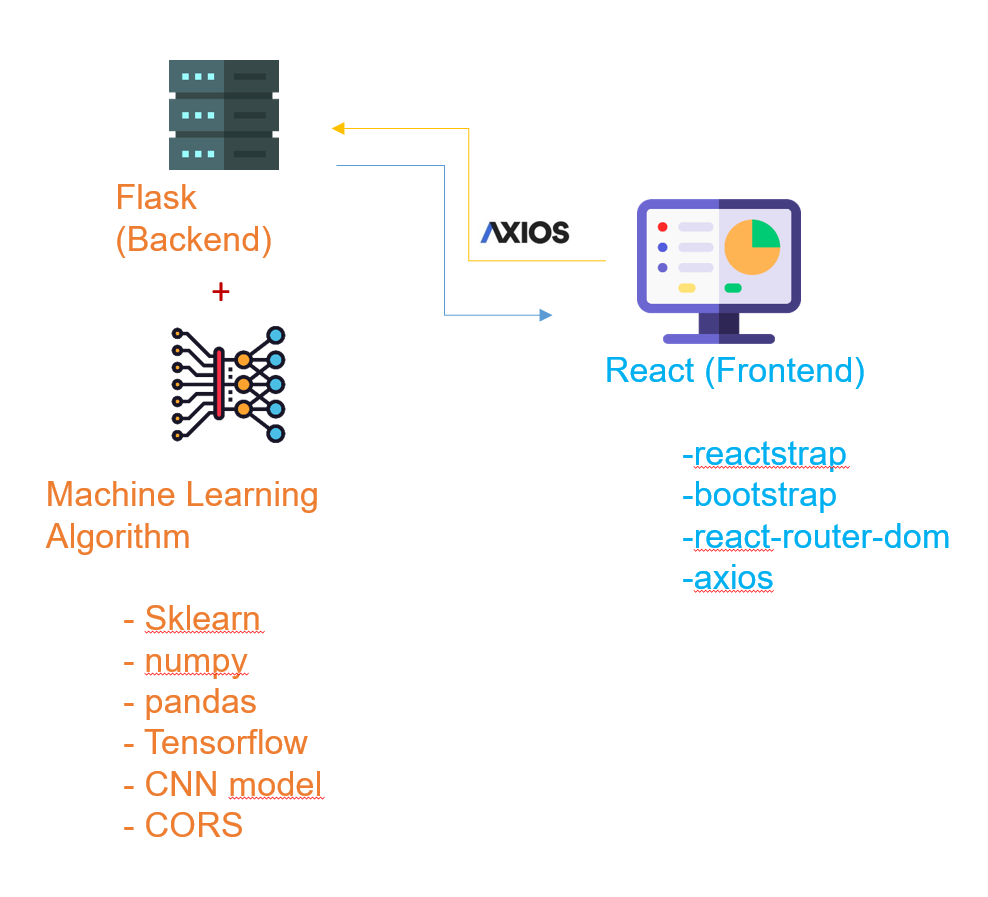 Flask
(Backend)
+
Machine Learning
Algorithm
- Sklearn
- numpy
- pandas
- Tensorflow
- CNN model
- CORS
AXIOS
React (Frontend)
-reactstrap
-bootstrap
-react-router-dom
-axios